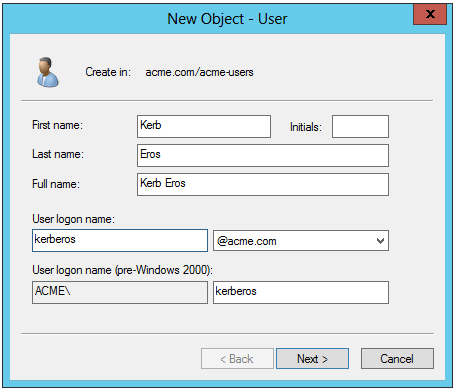 New Object - User
x
Create in: acme.com/acme-users
First name: Kerb Initials:
Last name: Eros
Full name: Kerb Eros
User logon name:
kerberos @acme.com
User logon name (pre-Windows 2000):
ACME\ kerberos
< Back Next > Cancel